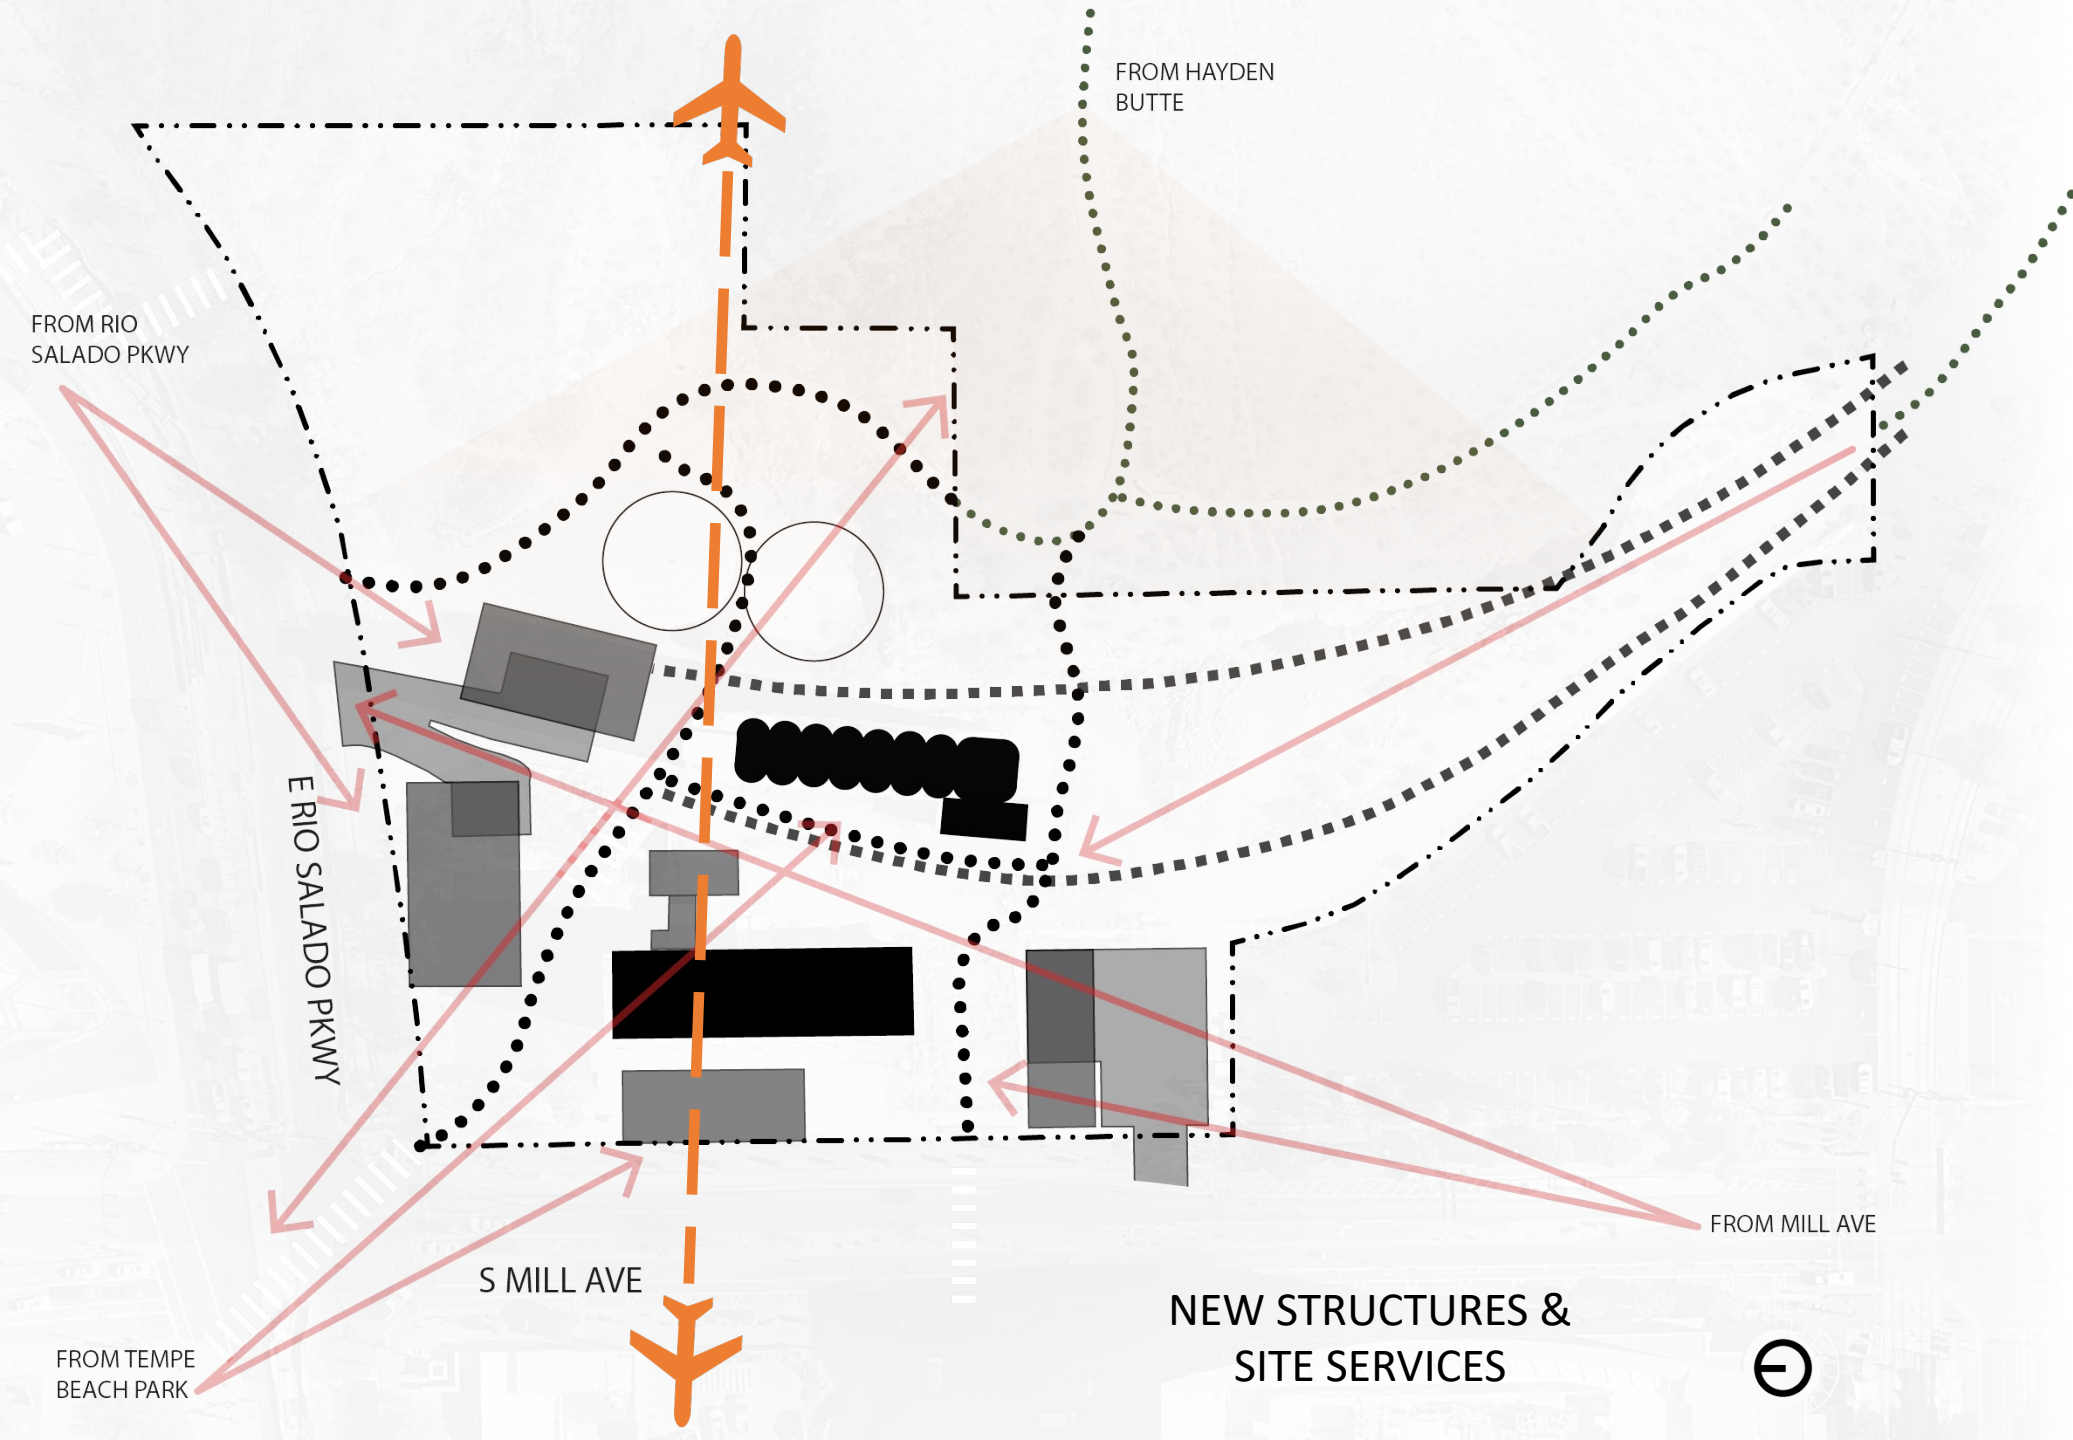 FROM HAYDEN
BUTTE
FROM RIO
SALADO PKWY
E RIO SALADO PKWY
FROM MILL AVE
S MILL AVE
NEW STRUCTURES &
SITE SERVICES
FROM TEMPE
BEACH PARK